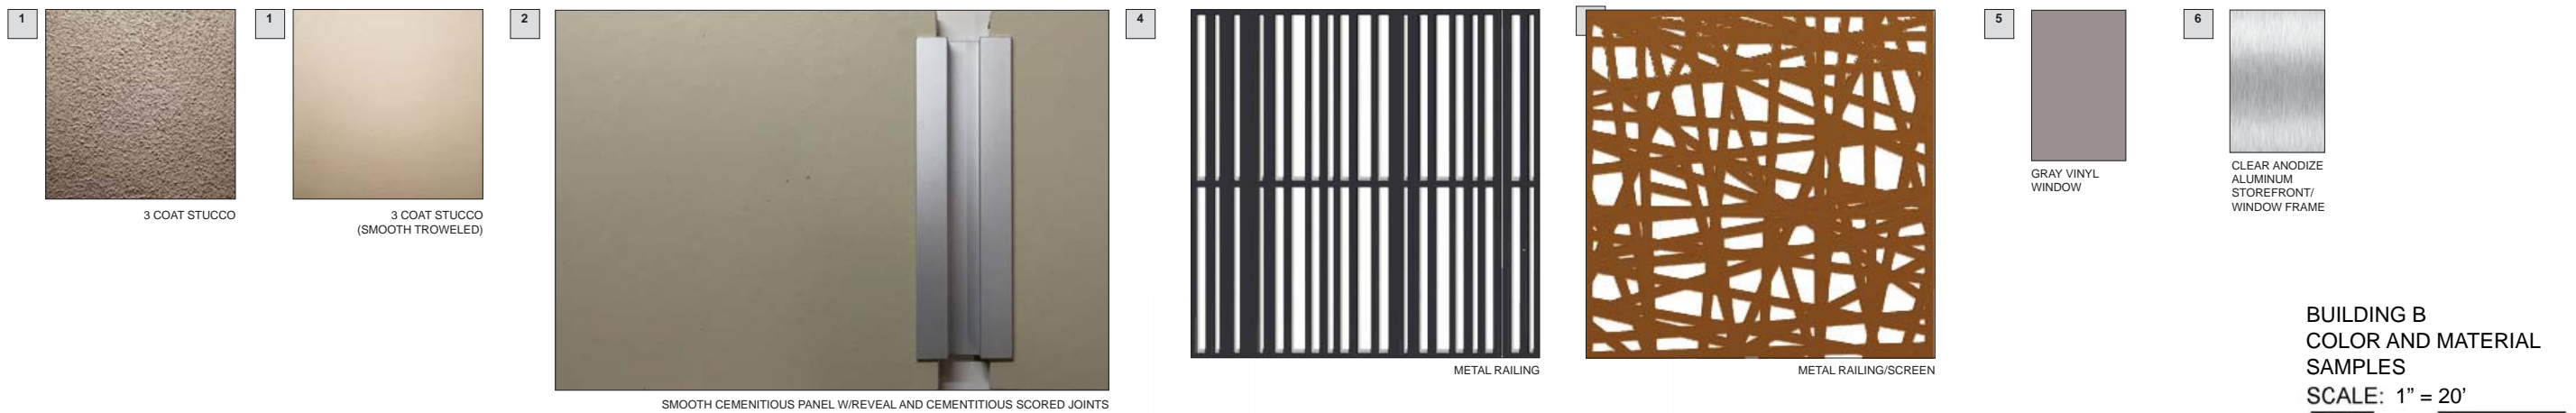 1
1
2
4
5
6
3 COAT STUCCO
3 COAT STUCCO
(SMOOTH TROWELED)
SMOOTH CEMENITIOUS PANEL W/REVEAL AND CEMENTITIOUS SCORED JOINTS
METAL RAILING
METAL RAILING/SCREEN
GRAY VINYL
WINDOW
CLEAR ANODIZE
ALUMINUM
STOREFRONT/
WINDOW FRAME
BUILDING B
COLOR AND MATERIAL
SAMPLES
SCALE: 1" = 20'